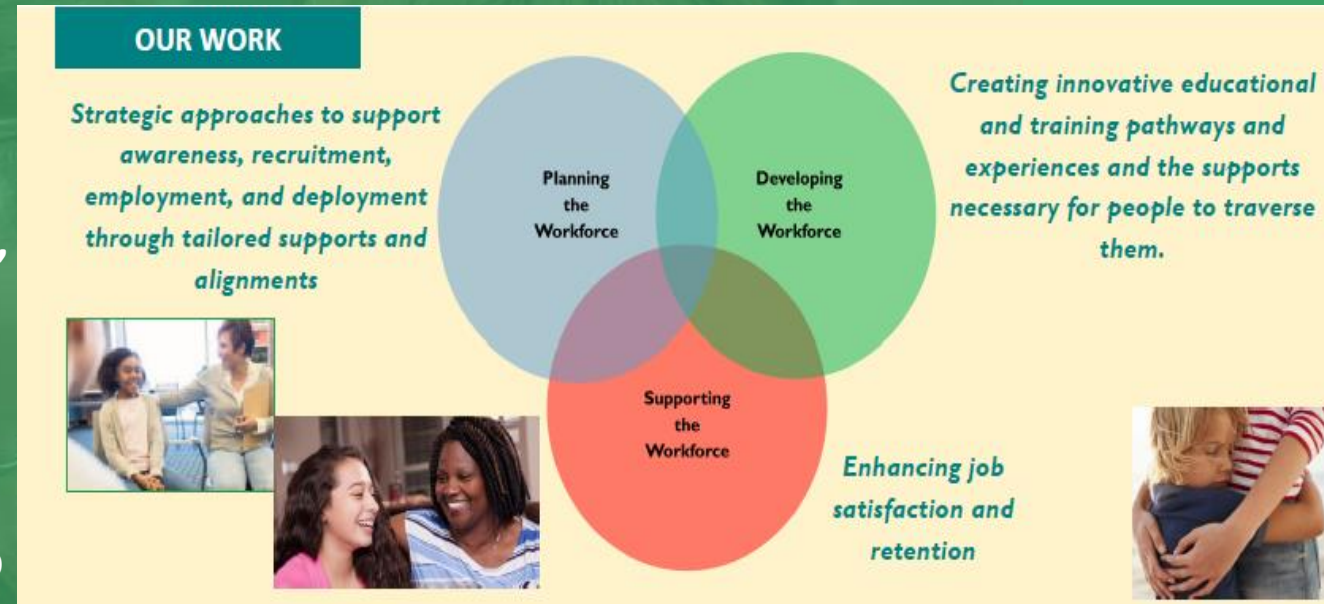 OUR WORK
Strategic approaches to support
awareness, recruitment,
employment, and deployment
through tailored supports and
alignments
Planning
the
Workforce
Developing
the
Workforce
Creating innovative educational
and training pathways and
experiences and the supports
necessary for people to traverse
them.
Supporting
the
Workforce
Enhancing job
satisfaction and
retention